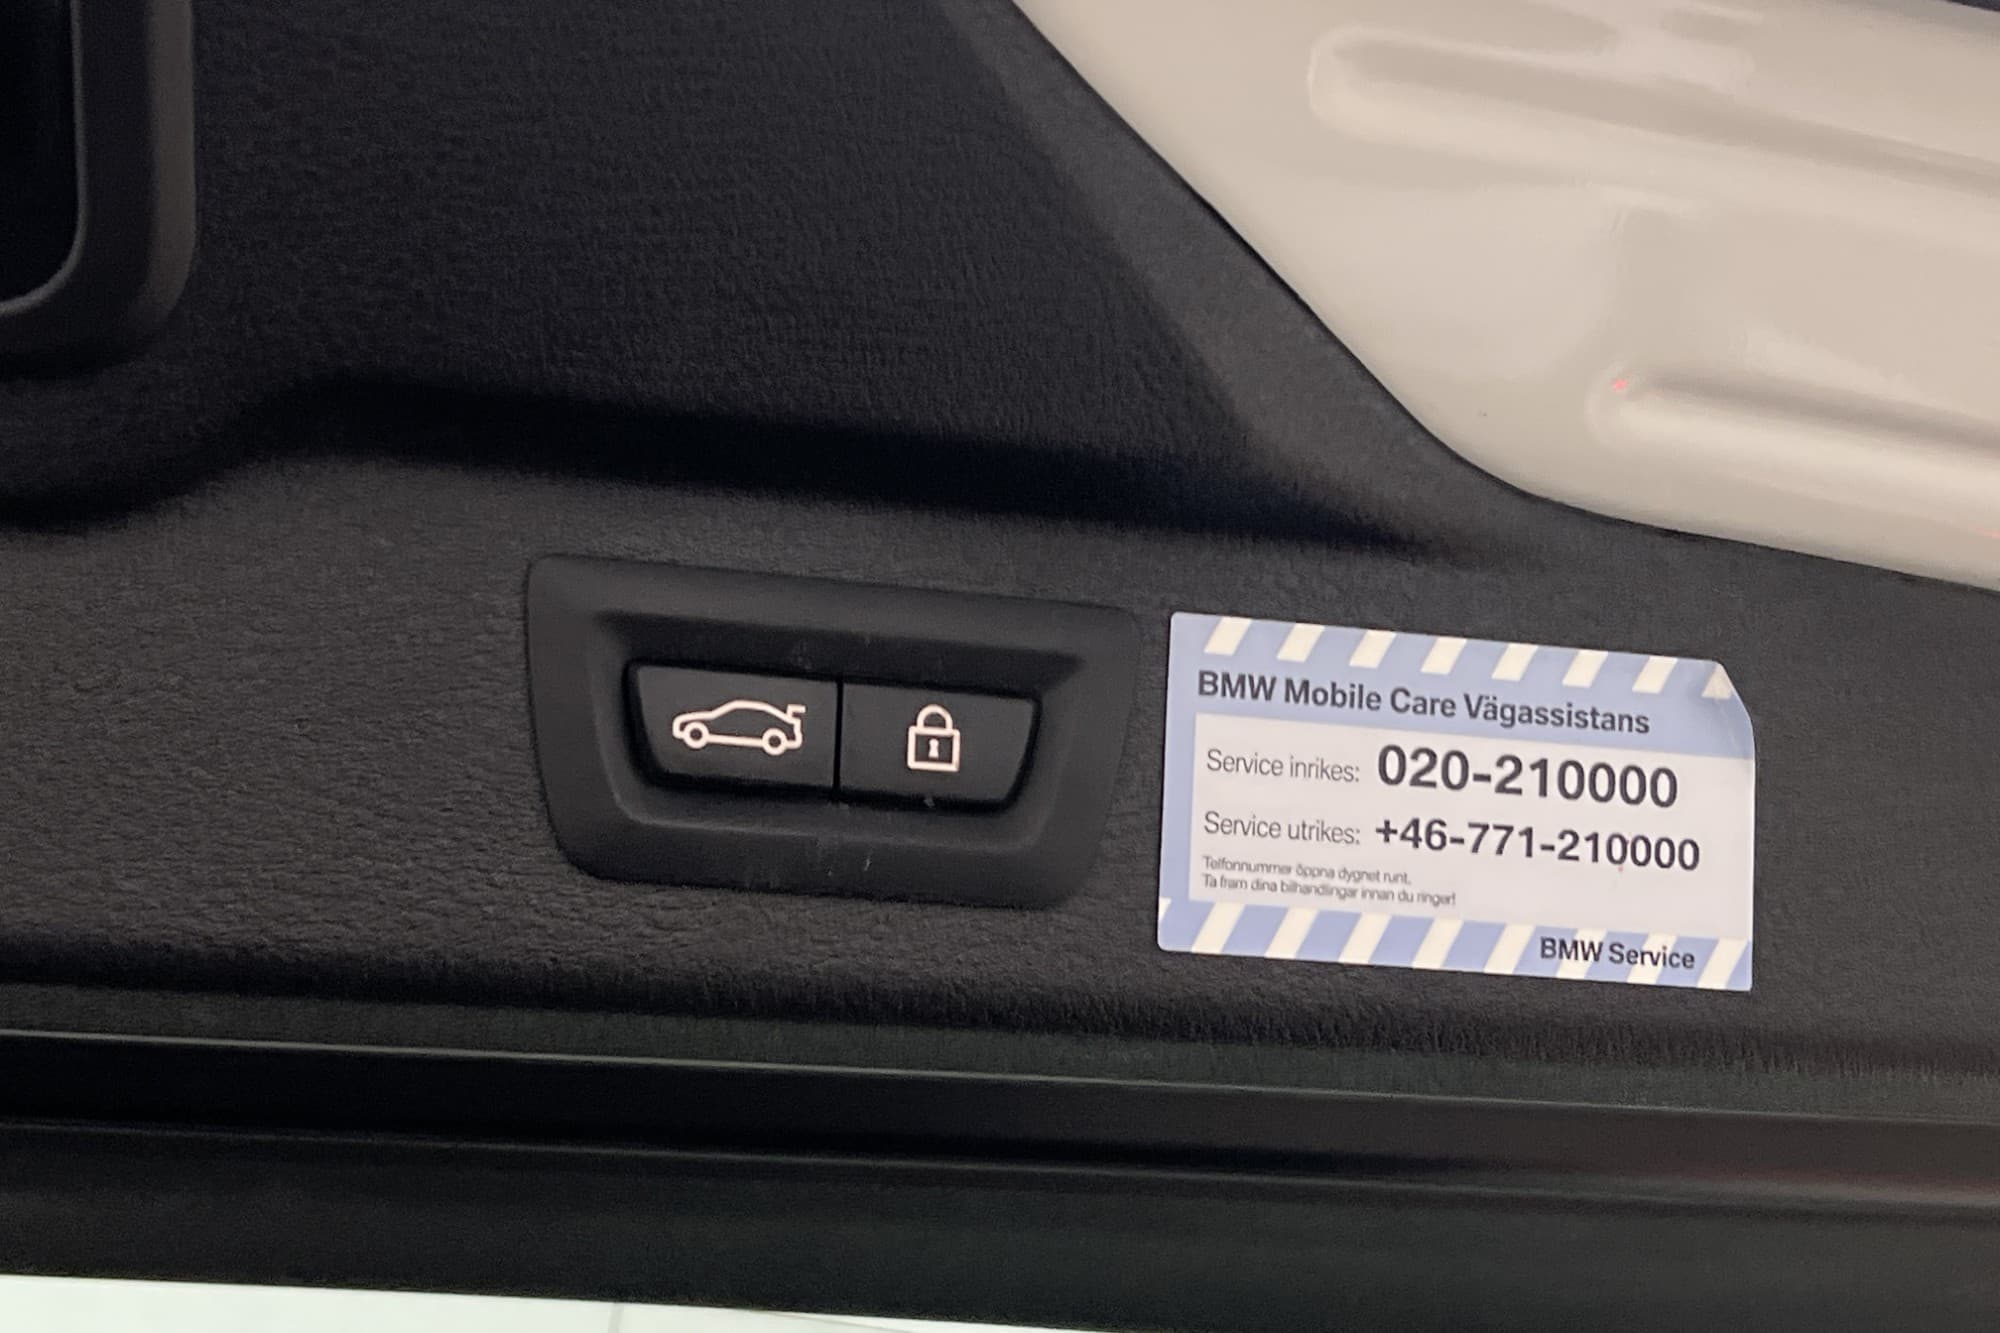 BMW Mobile Care Vägassistans
Service inrikes: 020-210000
Service utrikes: +46-771-210000
Telfonnummer öppna dygnet runt.
Ta fram dina bilhandlingar innan du ringer!
BMW Service